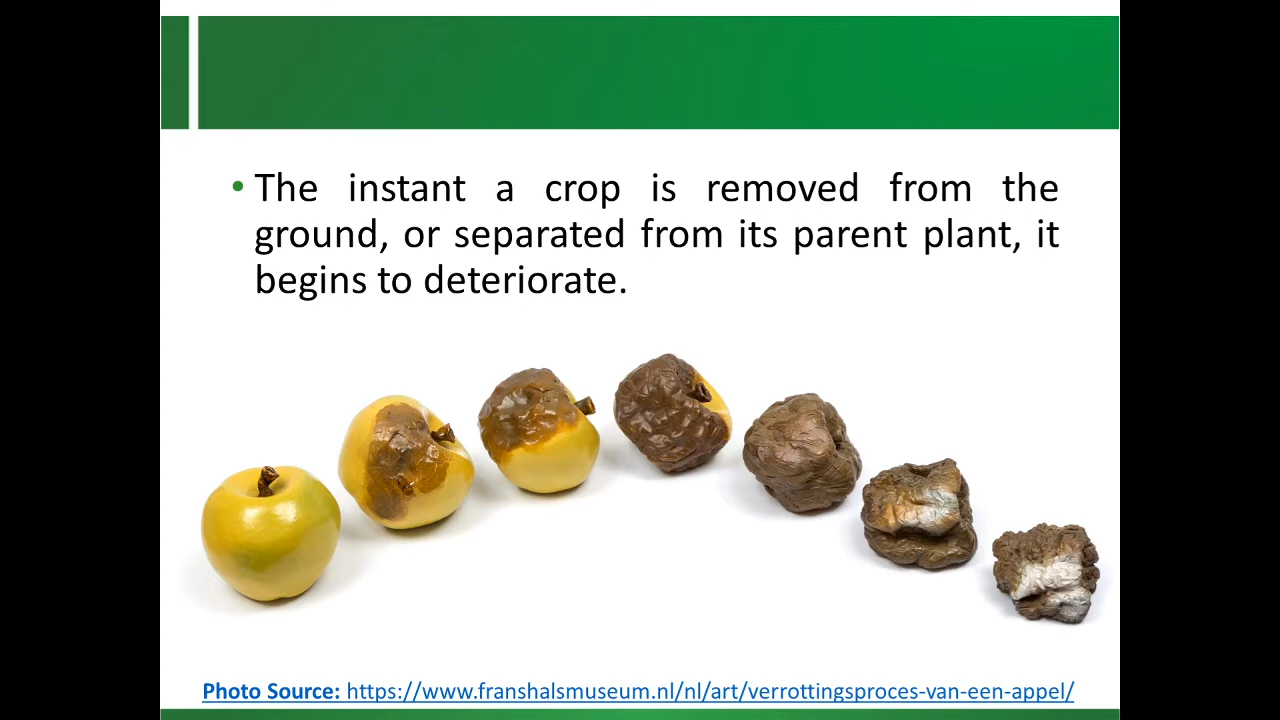 • The instant a crop is removed from the
ground, or separated from its parent plant, it
begins to deteriorate.
Photo Source: https://www.franshalsmuseum.nl/nl/art/verrottingsproces-van-een-appel/